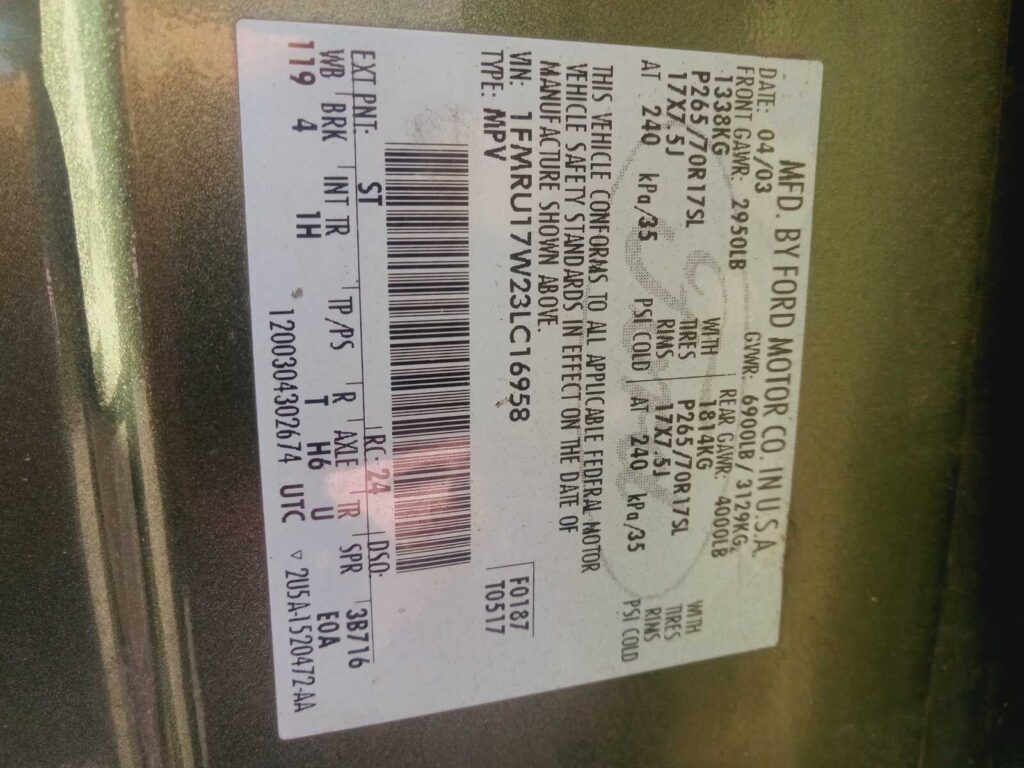 MFD. BY FORD MOTOR CO. IN U.S.A.
DATE: 04/03 GVWR: 6900LB / 3129KG
FRONT GAWR: 2950LB REAR GAWR: 4000LB
1338KG WITH 1814KG WITH
P265/70R17SL TIRES P265/70R17SL TIRES
17X7.5J RIMS 17X7.5J RIMS
AT 240 kPa/35 PSI COLD AT 240 kPa/35 PSI COLD
THIS VEHICLE CONFORMS TO ALL APPLICABLE FEDERAL MOTOR
VEHICLE SAFETY STANDARDS IN EFFECT ON THE DATE OF
MANUFACTURE SHOWN ABOVE.
VIN: 1FMRU17W23LC16958 F0187
TYPE: MPV T0517
EXT PNT: ST RC: 24 DSO: 3B716
WB BRK INT TR TP/PS R AXLE TR SPR E0A
119 4 1H T H6 U
1200304302674 UTC ▽ 2U5A-1520472-AA